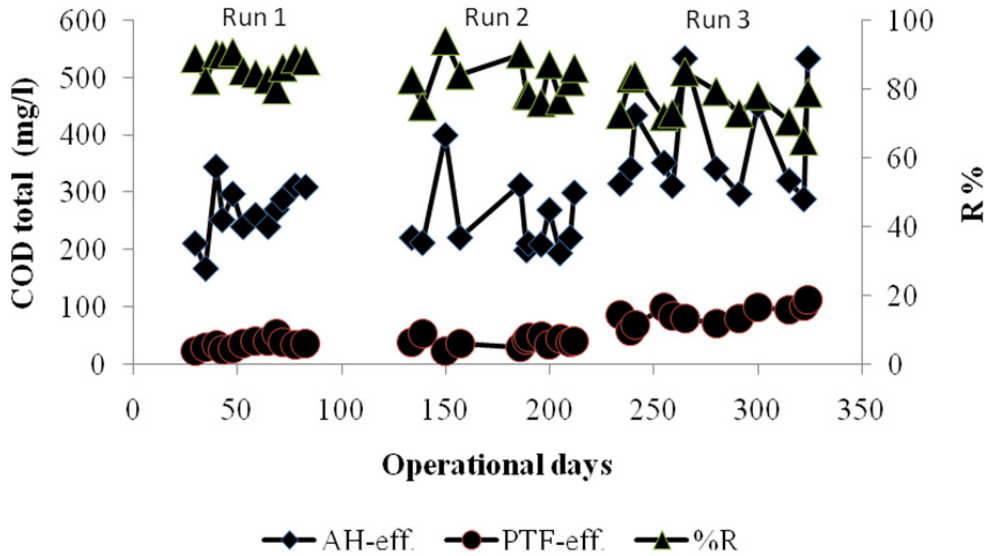 Run 1 Run 2 Run 3
600 100
500 80
400 60
300
200 40
100 20
0 0
COD total (mg/l)
R %
0 50 100 150 200 250 300 350
Operational days
AH-eff. PTF-eff. %R